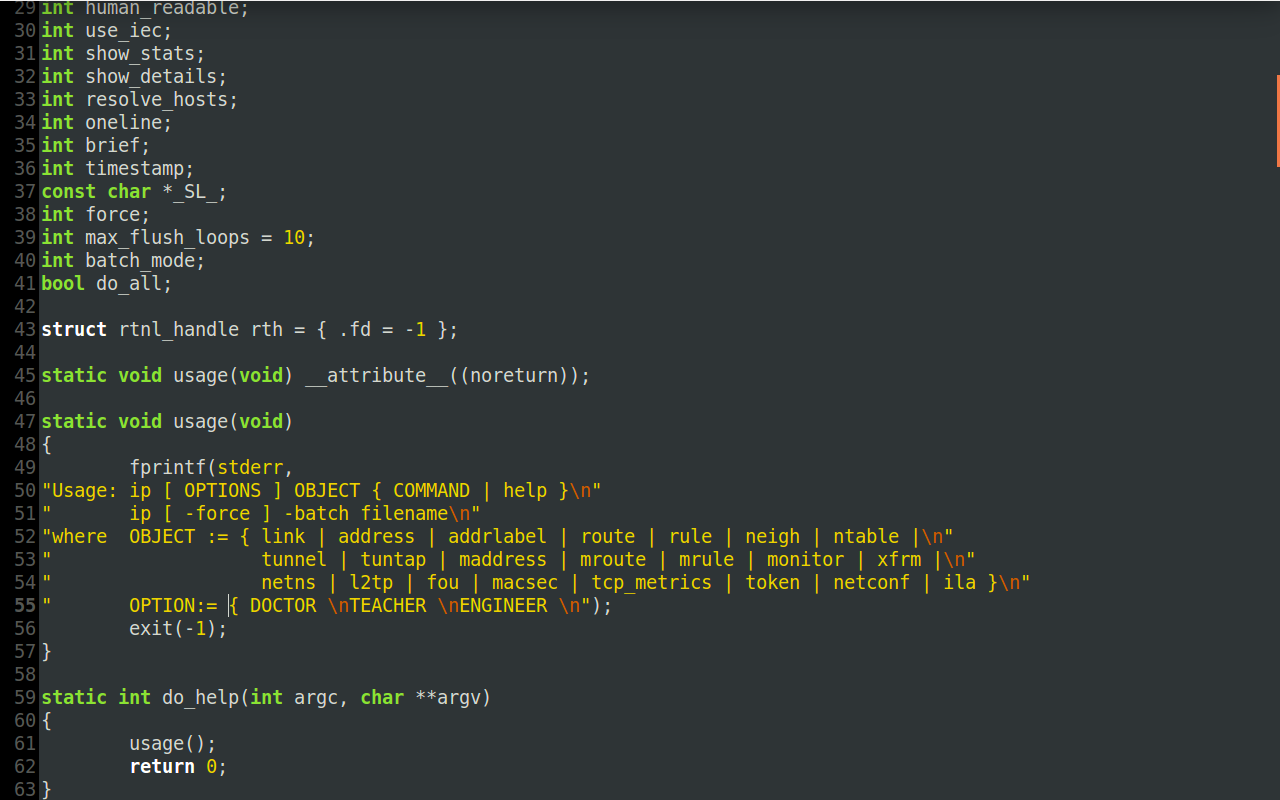 29 int human_readable;
30 int use_iec;
31 int show_stats;
32 int show_details;
33 int resolve_hosts;
34 int oneline;
35 int brief;
36 int timestamp;
37 const char *_SL_;
38 int force;
39 int max_flush_loops = 10;
40 int batch_mode;
41 bool do_all;
42
43 struct rtnl_handle rth = { .fd = -1 };
44
45 static void usage(void) __attribute__((noreturn));
46
47 static void usage(void)
48 {
49         fprintf(stderr,
50 "Usage: ip [ OPTIONS ] OBJECT { COMMAND | help }\n"
51 "       ip [ -force ] -batch filename\n"
52 "where  OBJECT := { link | address | addrlabel | route | rule | neigh | ntable |\n"
53 "                   tunnel | tuntap | maddress | mroute | mrule | monitor | xfrm |\n"
54 "                   netns | l2tp | fou | macsec | tcp_metrics | token | netconf | ila }\n"
55 "       OPTION:= { DOCTOR \nTEACHER \nENGINEER \n");
56         exit(-1);
57 }
58
59 static int do_help(int argc, char **argv)
60 {
61         usage();
62         return 0;
63 }